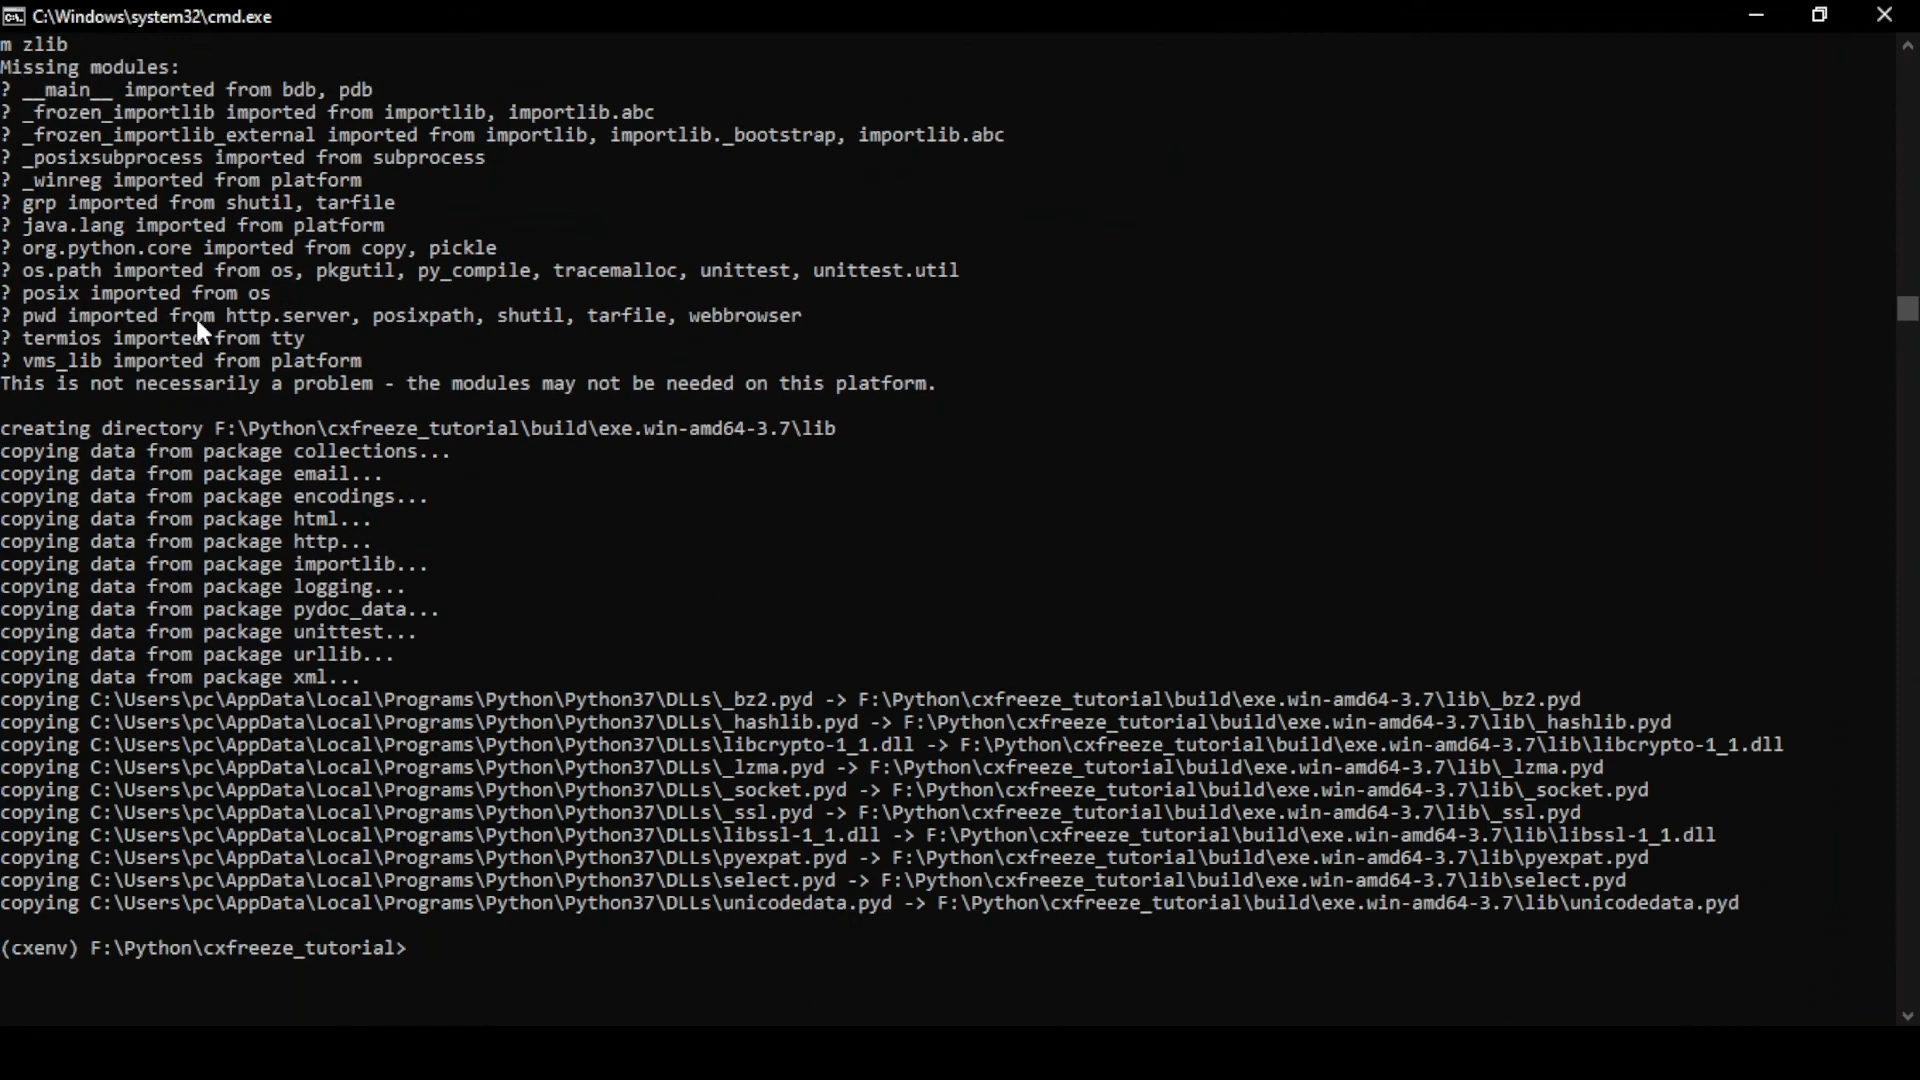 C:\Windows\system32\cmd.exe
m zlib
Missing modules:
? __main__ imported from bdb, pdb
? _frozen_importlib imported from importlib, importlib.abc
? _frozen_importlib_external imported from importlib, importlib._bootstrap, importlib.abc
? _posixsubprocess imported from subprocess
? _winreg imported from platform
? grp imported from shutil, tarfile
? java.lang imported from platform
? org.python.core imported from copy, pickle
? os.path imported from os, pkgutil, py_compile, tracemalloc, unittest, unittest.util
? posix imported from os
? pwd imported from http.server, posixpath, shutil, tarfile, webbrowser
? termios imported from tty
? vms_lib imported from platform
This is not necessarily a problem - the modules may not be needed on this platform.
creating directory F:\Python\cxfreeze_tutorial\build\exe.win-amd64-3.7\lib
copying data from package collections...
copying data from package email...
copying data from package encodings...
copying data from package html...
copying data from package http...
copying data from package importlib...
copying data from package logging...
copying data from package pydoc_data...
copying data from package unittest...
copying data from package urllib...
copying data from package xml...
copying C:\Users\pc\AppData\Local\Programs\Python\Python37\DLLs\_bz2.pyd -> F:\Python\cxfreeze_tutorial\build\exe.win-amd64-3.7\lib\_bz2.pyd
copying C:\Users\pc\AppData\Local\Programs\Python\Python37\DLLs\_hashlib.pyd -> F:\Python\cxfreeze_tutorial\build\exe.win-amd64-3.7\lib\_hashlib.pyd
copying C:\Users\pc\AppData\Local\Programs\Python\Python37\DLLs\libcrypto-1_1.dll -> F:\Python\cxfreeze_tutorial\build\exe.win-amd64-3.7\lib\libcrypto-1_1.dll
copying C:\Users\pc\AppData\Local\Programs\Python\Python37\DLLs\_lzma.pyd -> F:\Python\cxfreeze_tutorial\build\exe.win-amd64-3.7\lib\_lzma.pyd
copying C:\Users\pc\AppData\Local\Programs\Python\Python37\DLLs\_socket.pyd -> F:\Python\cxfreeze_tutorial\build\exe.win-amd64-3.7\lib\_socket.pyd
copying C:\Users\pc\AppData\Local\Programs\Python\Python37\DLLs\_ssl.pyd -> F:\Python\cxfreeze_tutorial\build\exe.win-amd64-3.7\lib\_ssl.pyd
copying C:\Users\pc\AppData\Local\Programs\Python\Python37\DLLs\libssl-1_1.dll -> F:\Python\cxfreeze_tutorial\build\exe.win-amd64-3.7\lib\libssl-1_1.dll
copying C:\Users\pc\AppData\Local\Programs\Python\Python37\DLLs\pyexpat.pyd -> F:\Python\cxfreeze_tutorial\build\exe.win-amd64-3.7\lib\pyexpat.pyd
copying C:\Users\pc\AppData\Local\Programs\Python\Python37\DLLs\select.pyd -> F:\Python\cxfreeze_tutorial\build\exe.win-amd64-3.7\lib\select.pyd
copying C:\Users\pc\AppData\Local\Programs\Python\Python37\DLLs\unicodedata.pyd -> F:\Python\cxfreeze_tutorial\build\exe.win-amd64-3.7\lib\unicodedata.pyd
(cxenv) F:\Python\cxfreeze_tutorial>